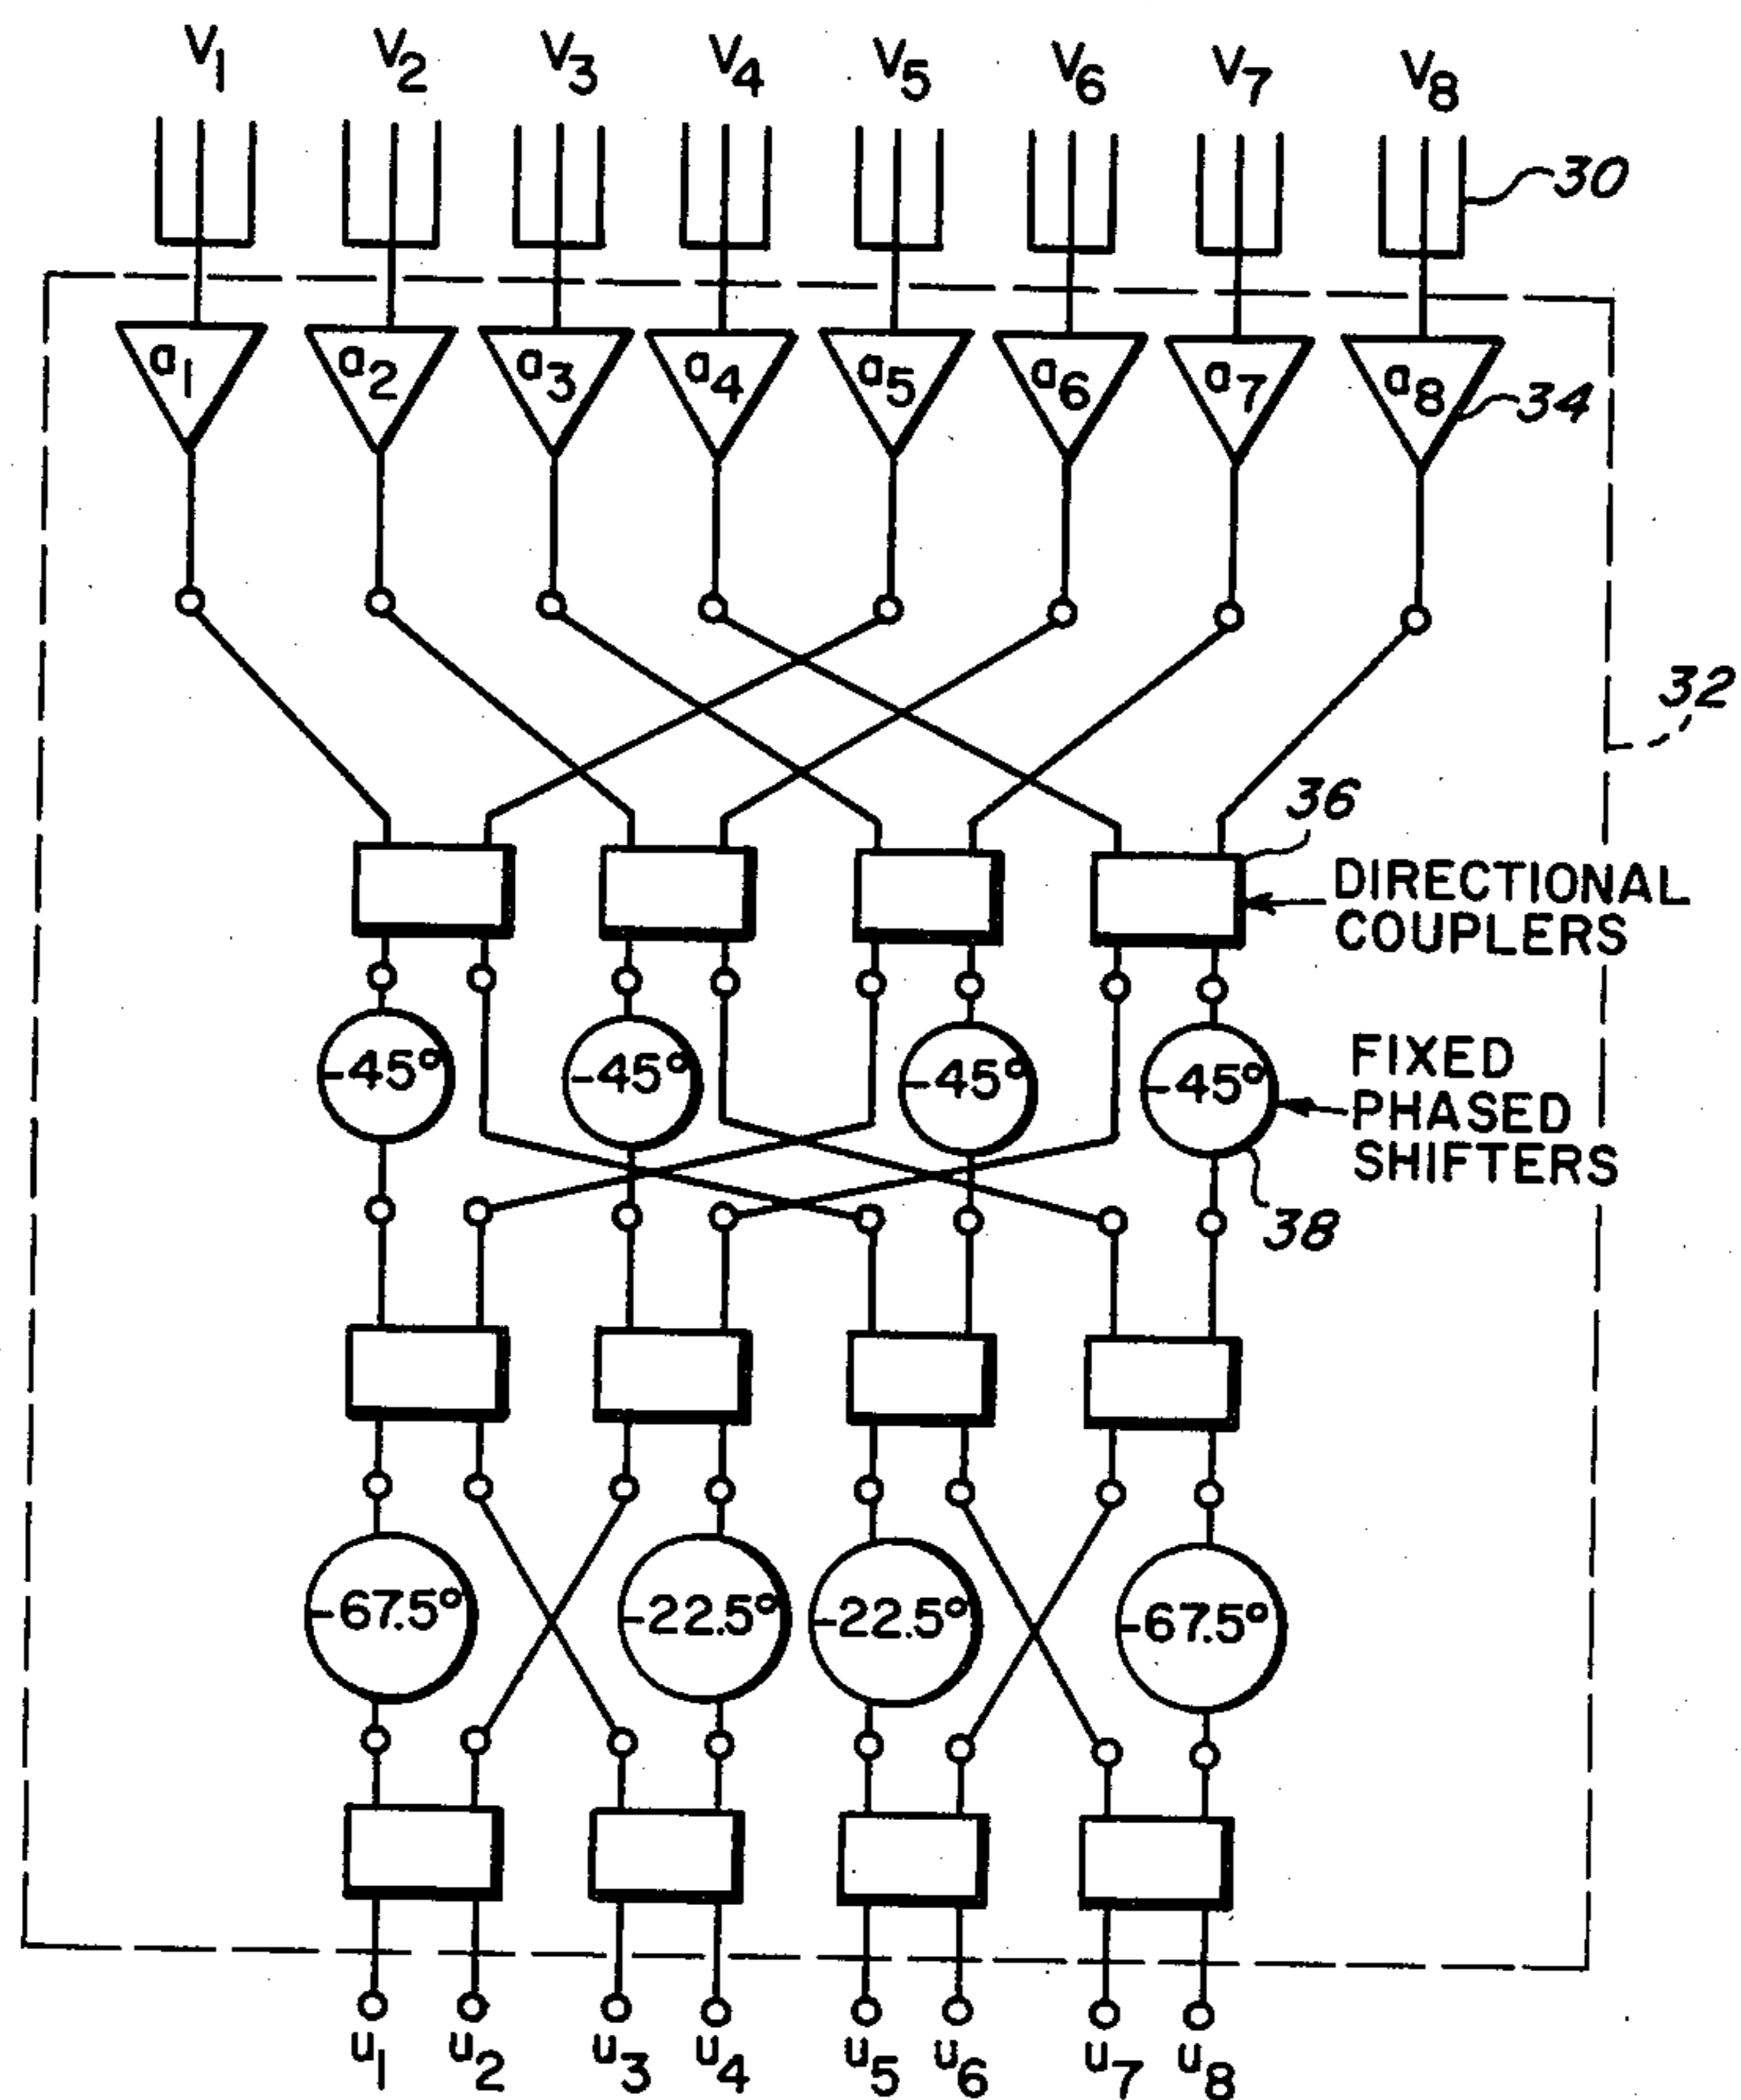 V1 V2 V3 V4 V5 V6 V7 V8
30
a1 a2 a3 a4 a5 a6 a7 a8
34
32
36
DIRECTIONAL
COUPLERS
-45° -45° -45° -45°
FIXED
PHASED
SHIFTERS
38
-67.5° -22.5° -22.5° -67.5°
u1 u2 u3 u4 u5 u6 u7 u8